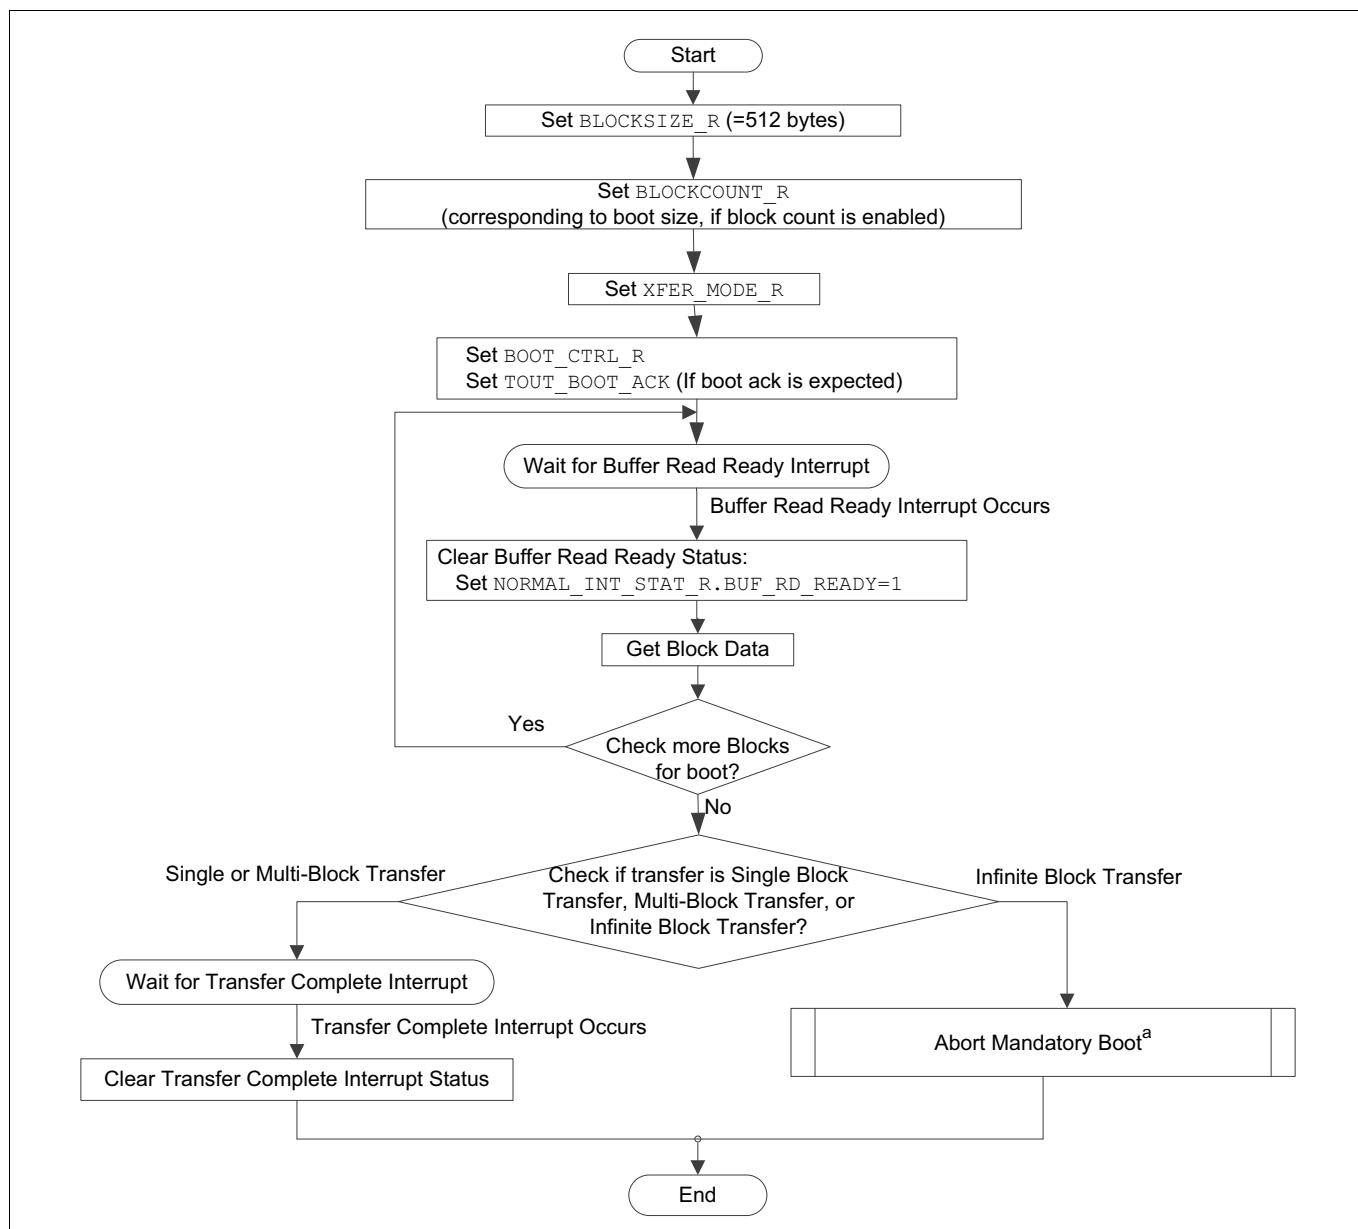 Start
Set BLOCKSIZE_R (=512 bytes)
Set BLOCKCOUNT_R
(corresponding to boot size, if block count is enabled)
Set XFER_MODE_R
Set BOOT_CTRL_R
Set TOUT_BOOT_ACK (If boot ack is expected)
Wait for Buffer Read Ready Interrupt
Buffer Read Ready Interrupt Occurs
Clear Buffer Read Ready Status:
Set NORMAL_INT_STAT_R.BUF_RD_READY=1
Get Block Data
Yes
Check more Blocks
for boot?
No
Single or Multi-Block Transfer
Check if transfer is Single Block
Transfer, Multi-Block Transfer, or
Infinite Block Transfer?
Infinite Block Transfer
Wait for Transfer Complete Interrupt
Transfer Complete Interrupt Occurs
Abort Mandatory Boot^a
Clear Transfer Complete Interrupt Status
End